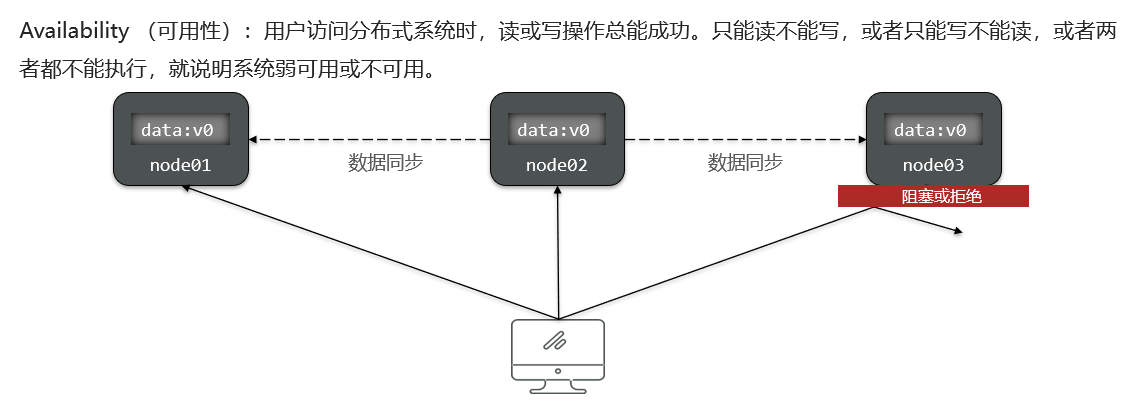 Availability （可用性）：用户访问分布式系统时，读或写操作总能成功。只能读不能写，或者只能写不能读，或者两
者都不能执行，就说明系统弱可用或不可用。
data:v0
node01
数据同步
data:v0
node02
数据同步
data:v0
node03
阻塞或拒绝